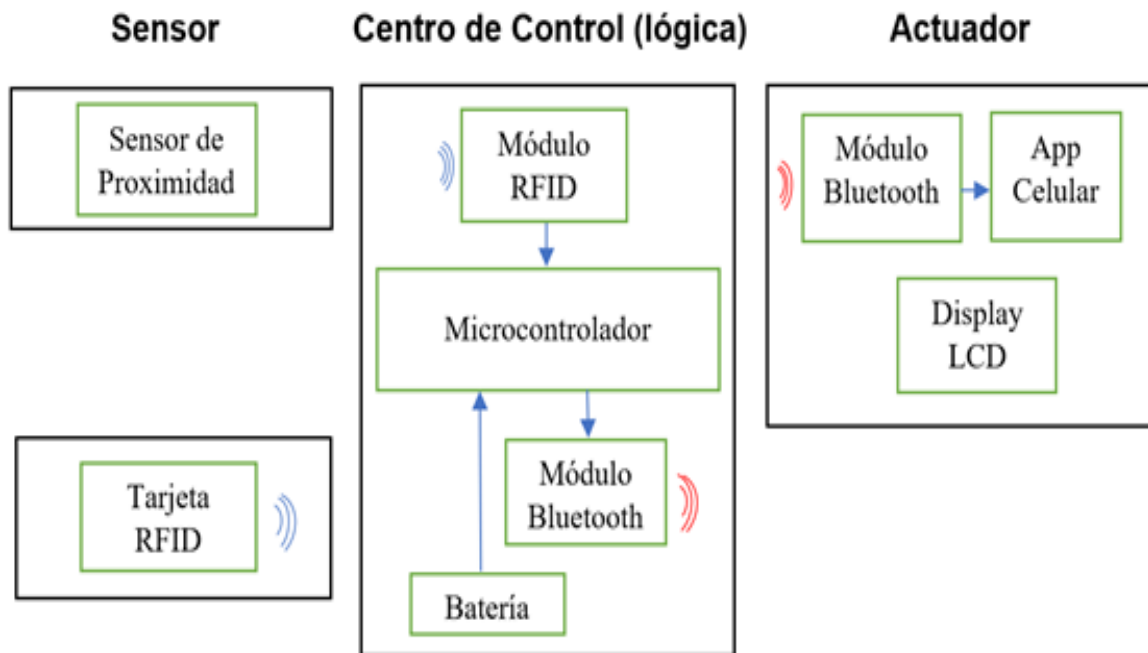 Sensor
Centro de Control (lógica)
Actuador
Sensor de
Proximidad
Tarjeta
RFID
Módulo
RFID
Microcontrolador
Módulo
Bluetooth
Batería
Módulo
Bluetooth
App
Celular
Display
LCD